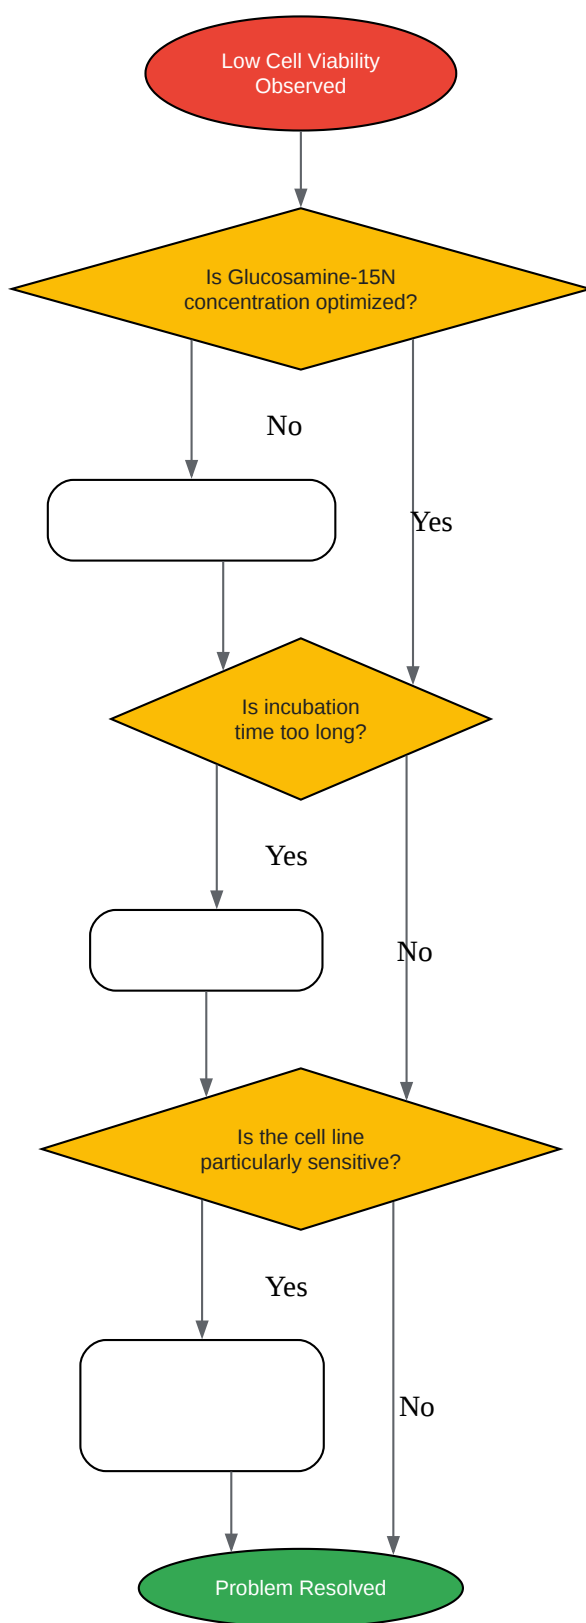 Low Cell Viability
Observed
Is Glucosamine-15N
concentration optimized?
No
Yes
Is incubation
time too long?
Yes
No
Is the cell line
particularly sensitive?
Yes
No
Problem Resolved